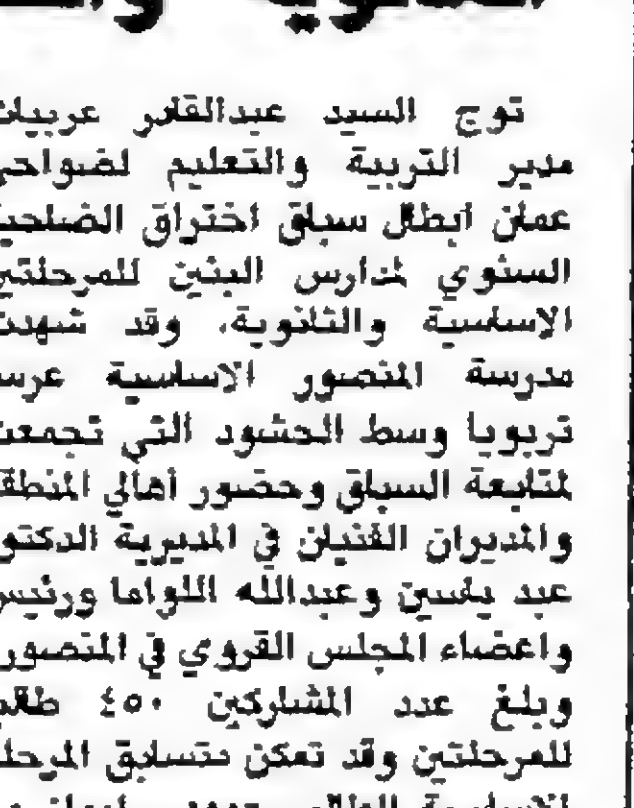 توج السيد عبدالقادر عربيات
مدير التربية والتعليم لضواحي
عمان ابطال سباق اختراق الضاحية
السنوي لمدارس البنين للمرحلتين
الاساسية والثانوية، وقد شهدت
مدرسة المنصور الاساسية عرسا
تربويا وسط الحشود التي تجمعت
لمتابعة السباق وحضور أهالي المنطقة
والمديران الفنيان في المديرية الدكتور
عبد ياسين وعبدالله اللواما ورئيس
واعضاء المجلس القروي في المنصورة
وبلغ عدد المشاركين ٤٥٠ طالبا
للمرحلتين وقد تمكن متسابق المرحلة